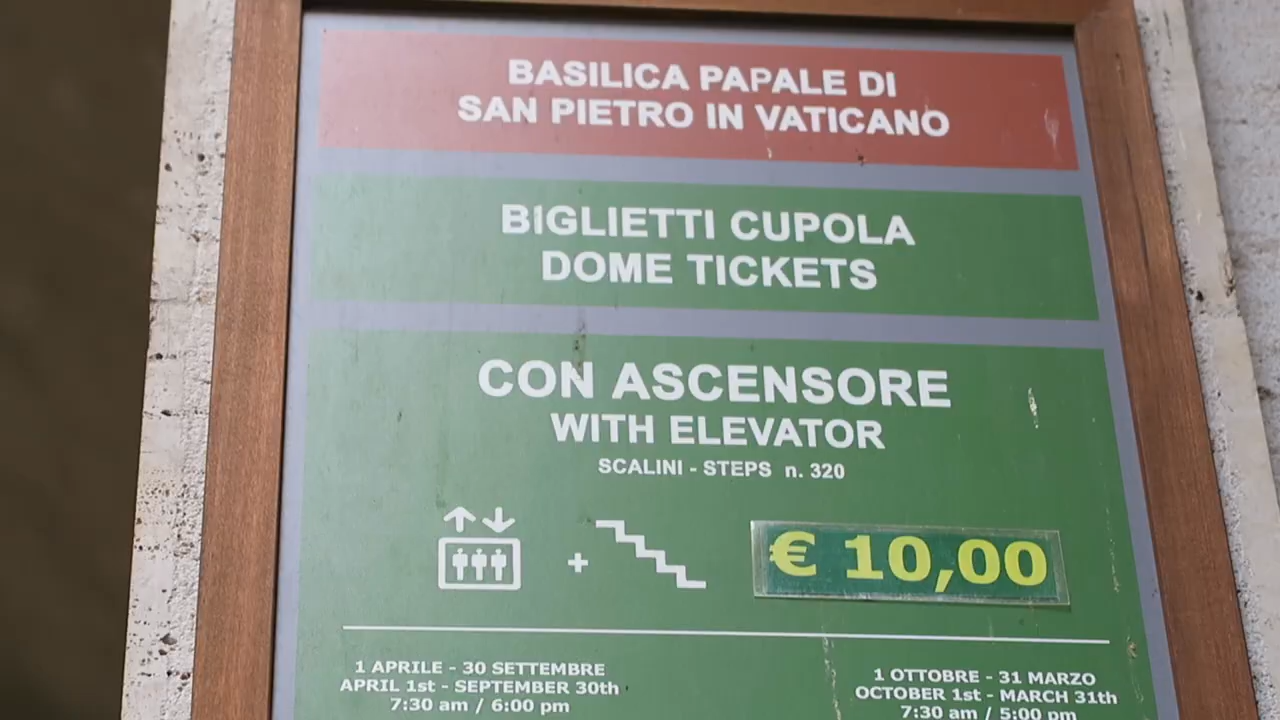 BASILICA PAPALE DI
SAN PIETRO IN VATICANO
BIGLIETTI CUPOLA
DOME TICKETS
CON ASCENSORE
WITH ELEVATOR
SCALINI - STEPS n. 320
+
€ 10,00
1 APRILE - 30 SETTEMBRE
APRIL 1st - SEPTEMBER 30th
7:30 am / 6:00 pm
1 OTTOBRE - 31 MARZO
OCTOBER 1st - MARCH 31th
7:30 am / 5:00 pm